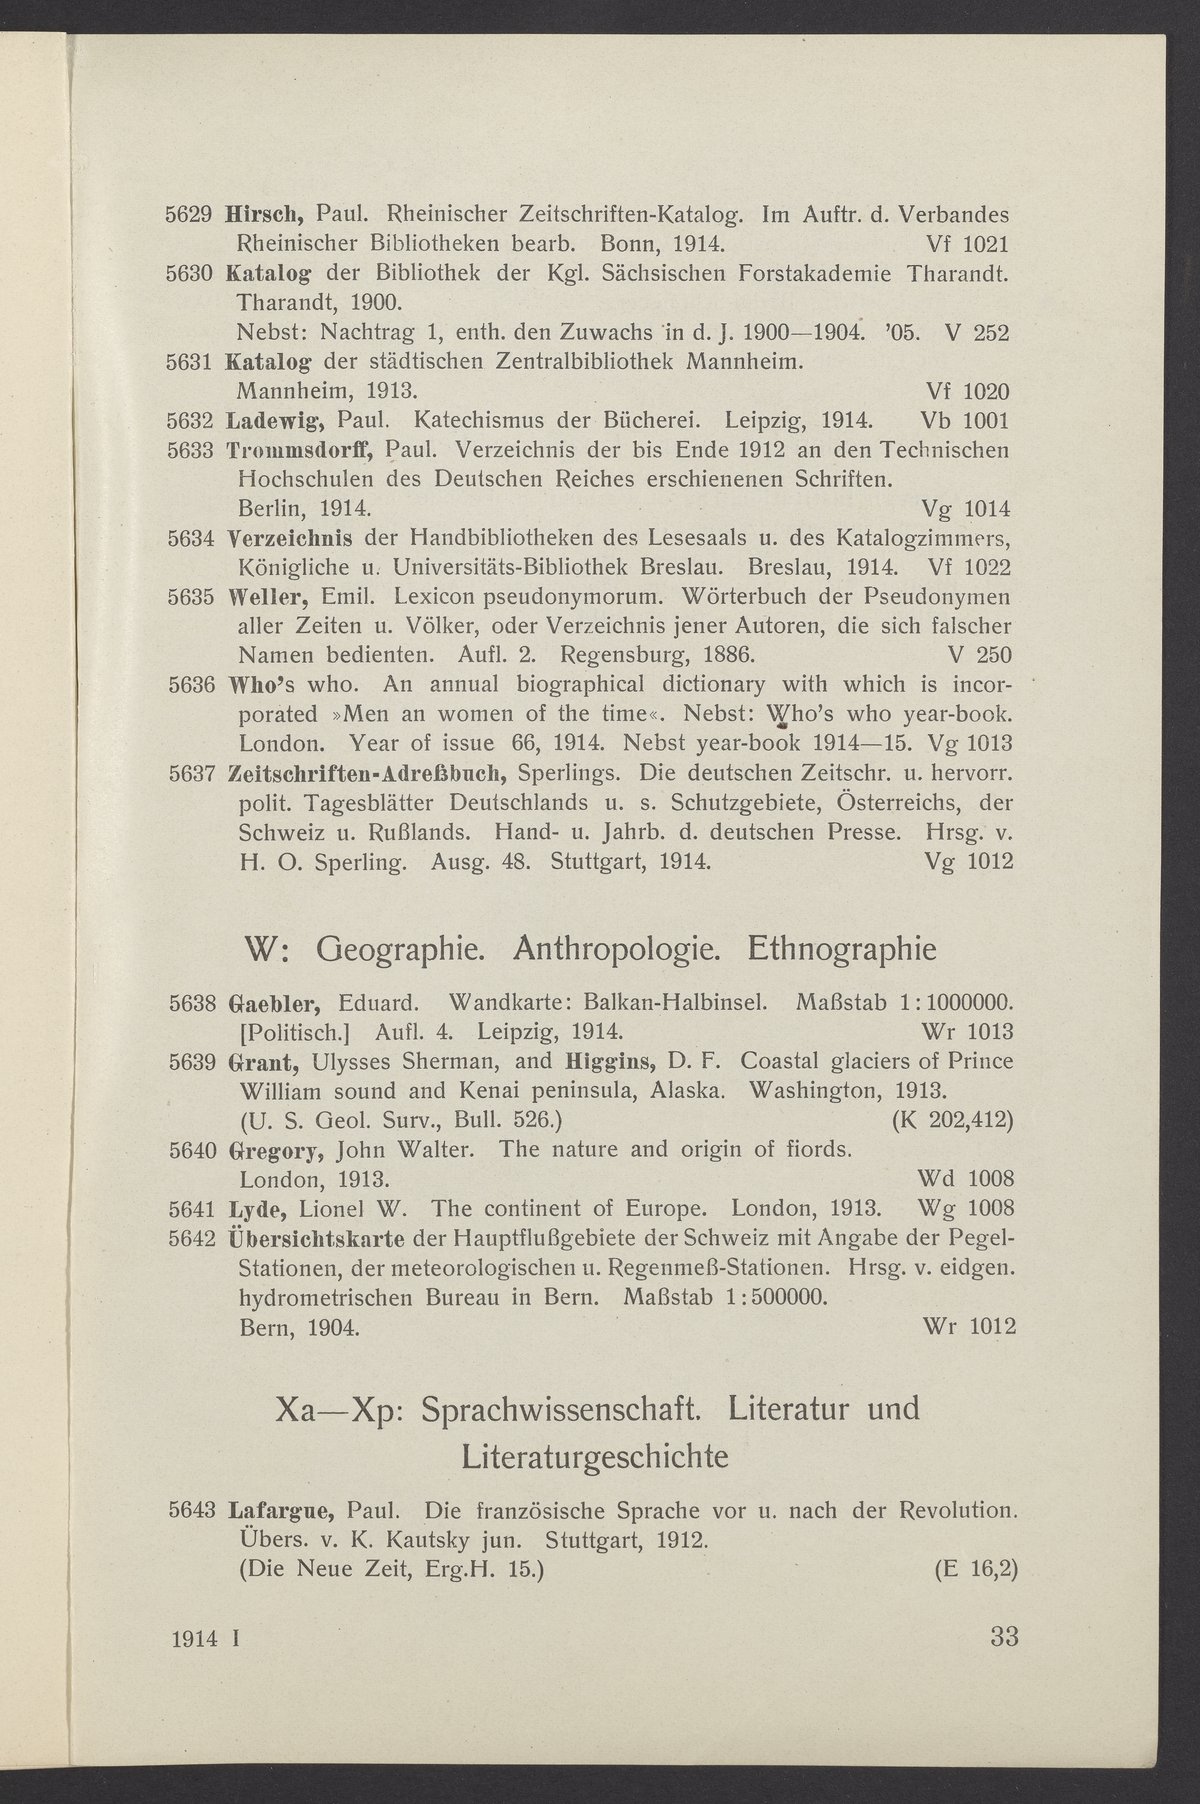 5629 Hirsch, Paul. Rheinischer Zeitschriften-Katalog. Im Auftr. d. Verbandes
Rheinischer Bibliotheken bearb. Bonn, 1914. Vf 1021
5630 Katalog der Bibliothek der Kgl. Sächsischen Forstakademie Tharandt.
Tharandt, 1900.
Nebst: Nachtrag 1, enth. den Zuwachs in d. J. 1900—1904. ’05. V 252
5631 Katalog der städtischen Zentralbibliothek Mannheim.
Mannheim, 1913. Vf 1020
5632 Ladewig, Paul. Katechismus der Bücherei. Leipzig, 1914. Vb 1001
5633 Trommsdorff, Paul. Verzeichnis der bis Ende 1912 an den Technischen
Hochschulen des Deutschen Reiches erschienenen Schriften.
Berlin, 1914. Vg 1014
5634 Verzeichnis der Handbibliotheken des Lesesaals u. des Katalogzimmers,
Königliche u. Universitäts-Bibliothek Breslau. Breslau, 1914. Vf 1022
5635 Weller, Emil. Lexicon pseudonymorum. Wörterbuch der Pseudonymen
aller Zeiten u. Völker, oder Verzeichnis jener Autoren, die sich falscher
Namen bedienten. Aufl. 2. Regensburg, 1886. V 250
5636 Who’s who. An annual biographical dictionary with which is incor-
porated »Men an women of the time«. Nebst: Who’s who year-book.
London. Year of issue 66, 1914. Nebst year-book 1914—15. Vg 1013
5637 Zeitschriften-Adreßbuch, Sperlings. Die deutschen Zeitschr. u. hervorr.
polit. Tagesblätter Deutschlands u. s. Schutzgebiete, Österreichs, der
Schweiz u. Rußlands. Hand- u. Jahrb. d. deutschen Presse. Hrsg. v.
H. O. Sperling. Ausg. 48. Stuttgart, 1914. Vg 1012
W: Geographie. Anthropologie. Ethnographie
5638 Gaebler, Eduard. Wandkarte: Balkan-Halbinsel. Maßstab 1:1000000.
[Politisch.] Aufl. 4. Leipzig, 1914. Wr 1013
5639 Grant, Ulysses Sherman, and Higgins, D. F. Coastal glaciers of Prince
William sound and Kenai peninsula, Alaska. Washington, 1913.
(U. S. Geol. Surv., Bull. 526.) (K 202,412)
5640 Gregory, John Walter. The nature and origin of fiords.
London, 1913. Wd 1008
5641 Lyde, Lionel W. The continent of Europe. London, 1913. Wg 1008
5642 Übersichtskarte der Hauptflußgebiete der Schweiz mit Angabe der Pegel-
Stationen, der meteorologischen u. Regenmeß-Stationen. Hrsg. v. eidgen.
hydrometrischen Bureau in Bern. Maßstab 1:500000.
Bern, 1904. Wr 1012
Xa—Xp: Sprachwissenschaft. Literatur und
Literaturgeschichte
5643 Lafargue, Paul. Die französische Sprache vor u. nach der Revolution.
Übers. v. K. Kautsky jun. Stuttgart, 1912.
(Die Neue Zeit, Erg.H. 15.) (E 16,2)
1914 I 33